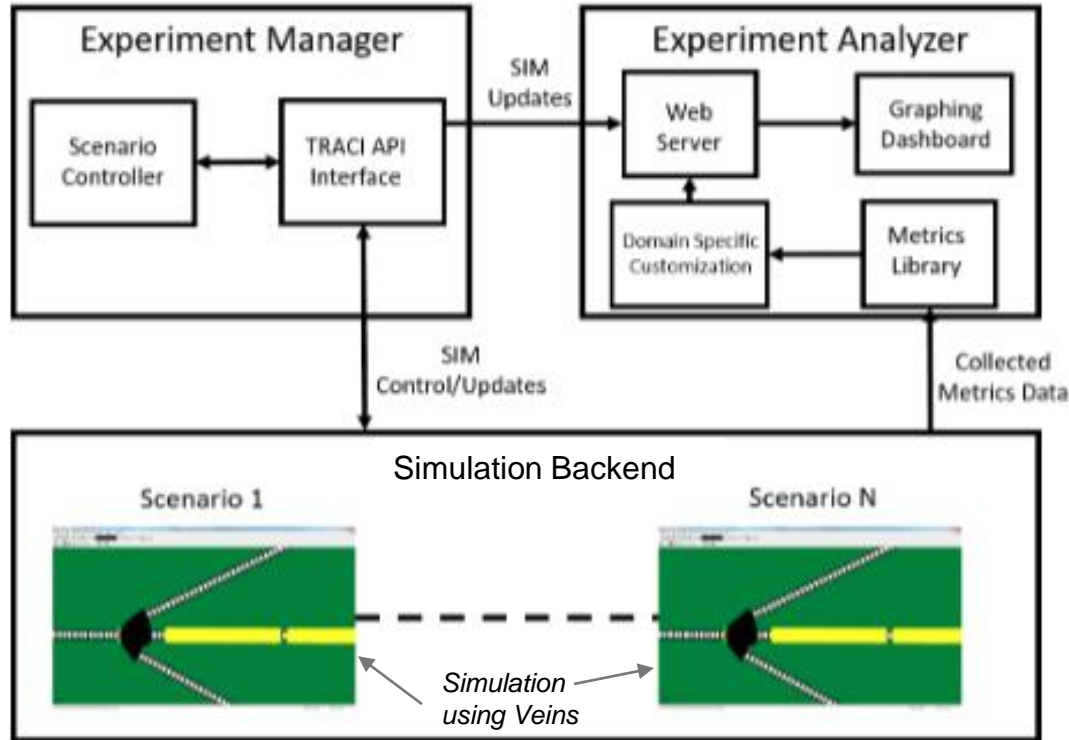 Experiment Manager
Experiment Analyzer
SIM
Updates
Scenario
Controller
TRACI API
Interface
Web
Server
Graphing
Dashboard
Domain Specific
Customization
Metrics
Library
SIM
Control/Updates
Collected
Metrics Data
Simulation Backend
Scenario 1
Scenario N
Simulation
using Veins